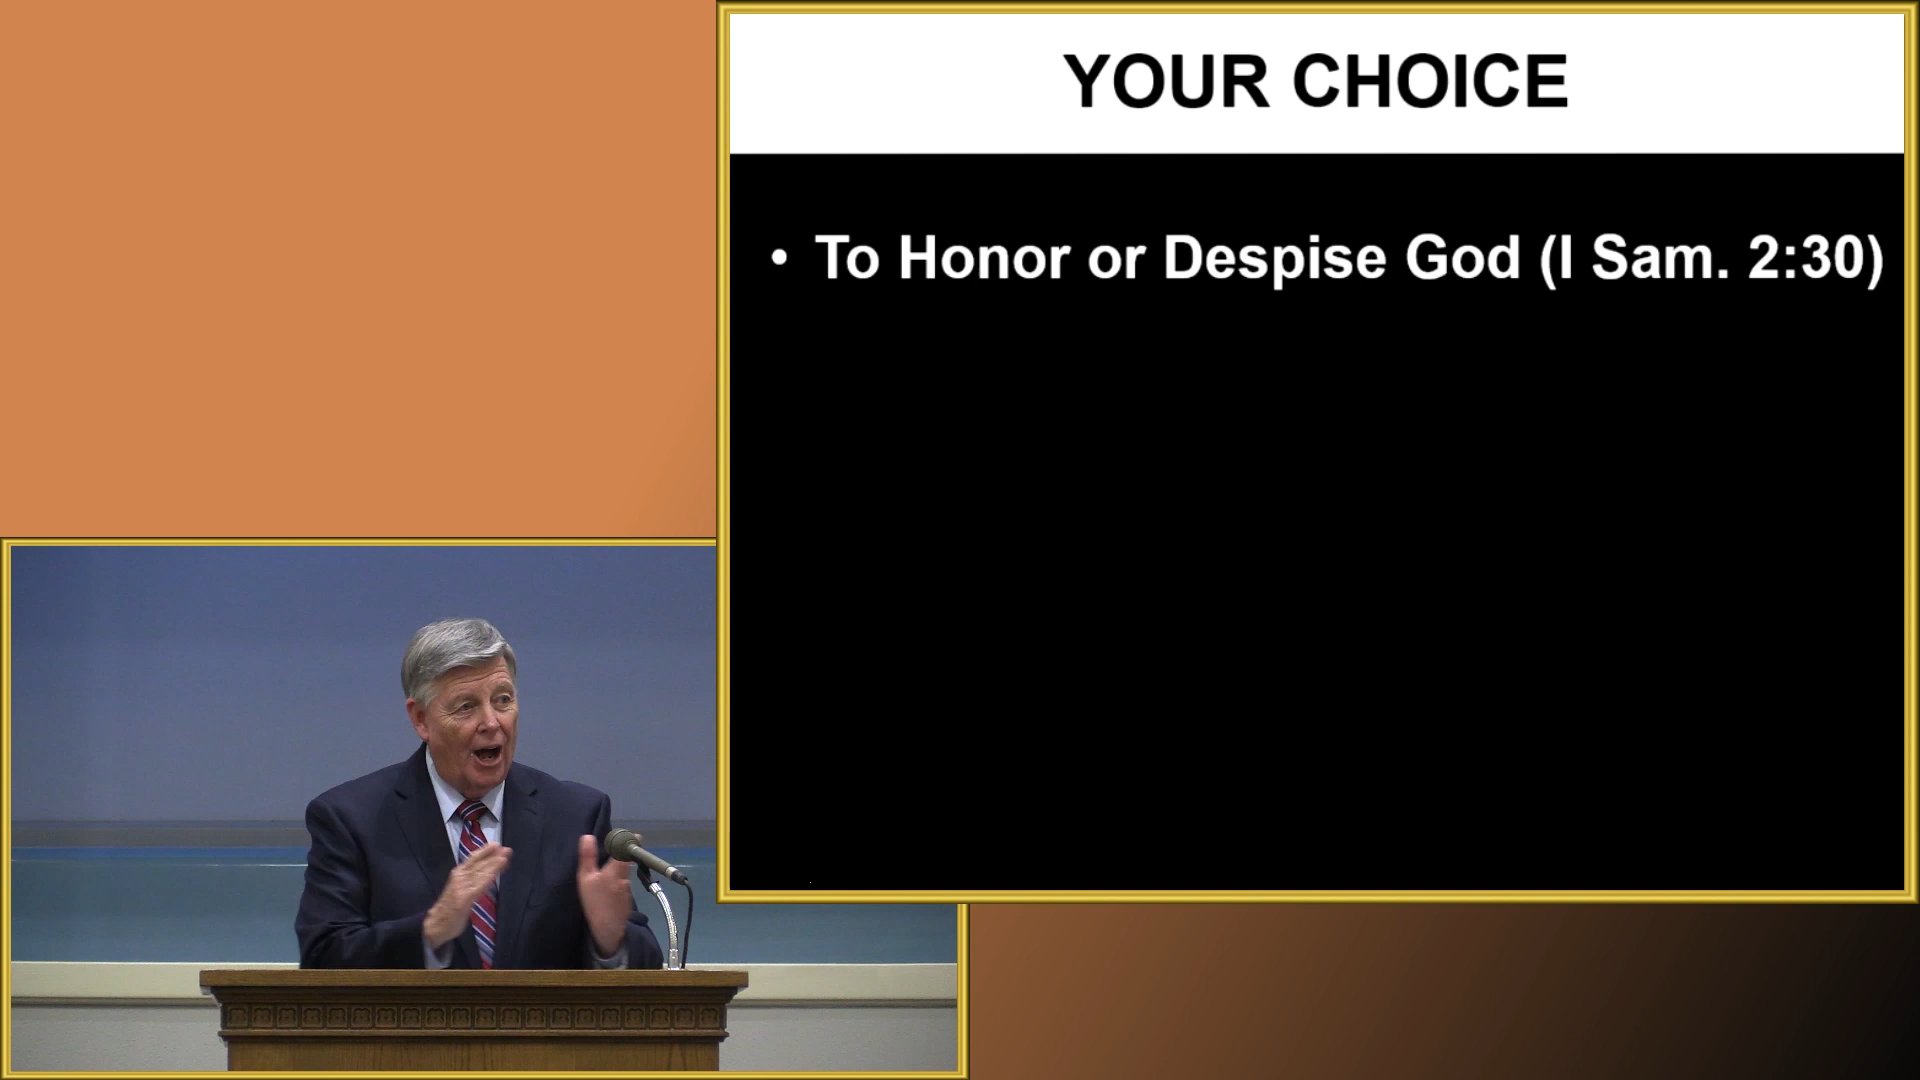 YOUR CHOICE
• To Honor or Despise God (I Sam. 2:30)